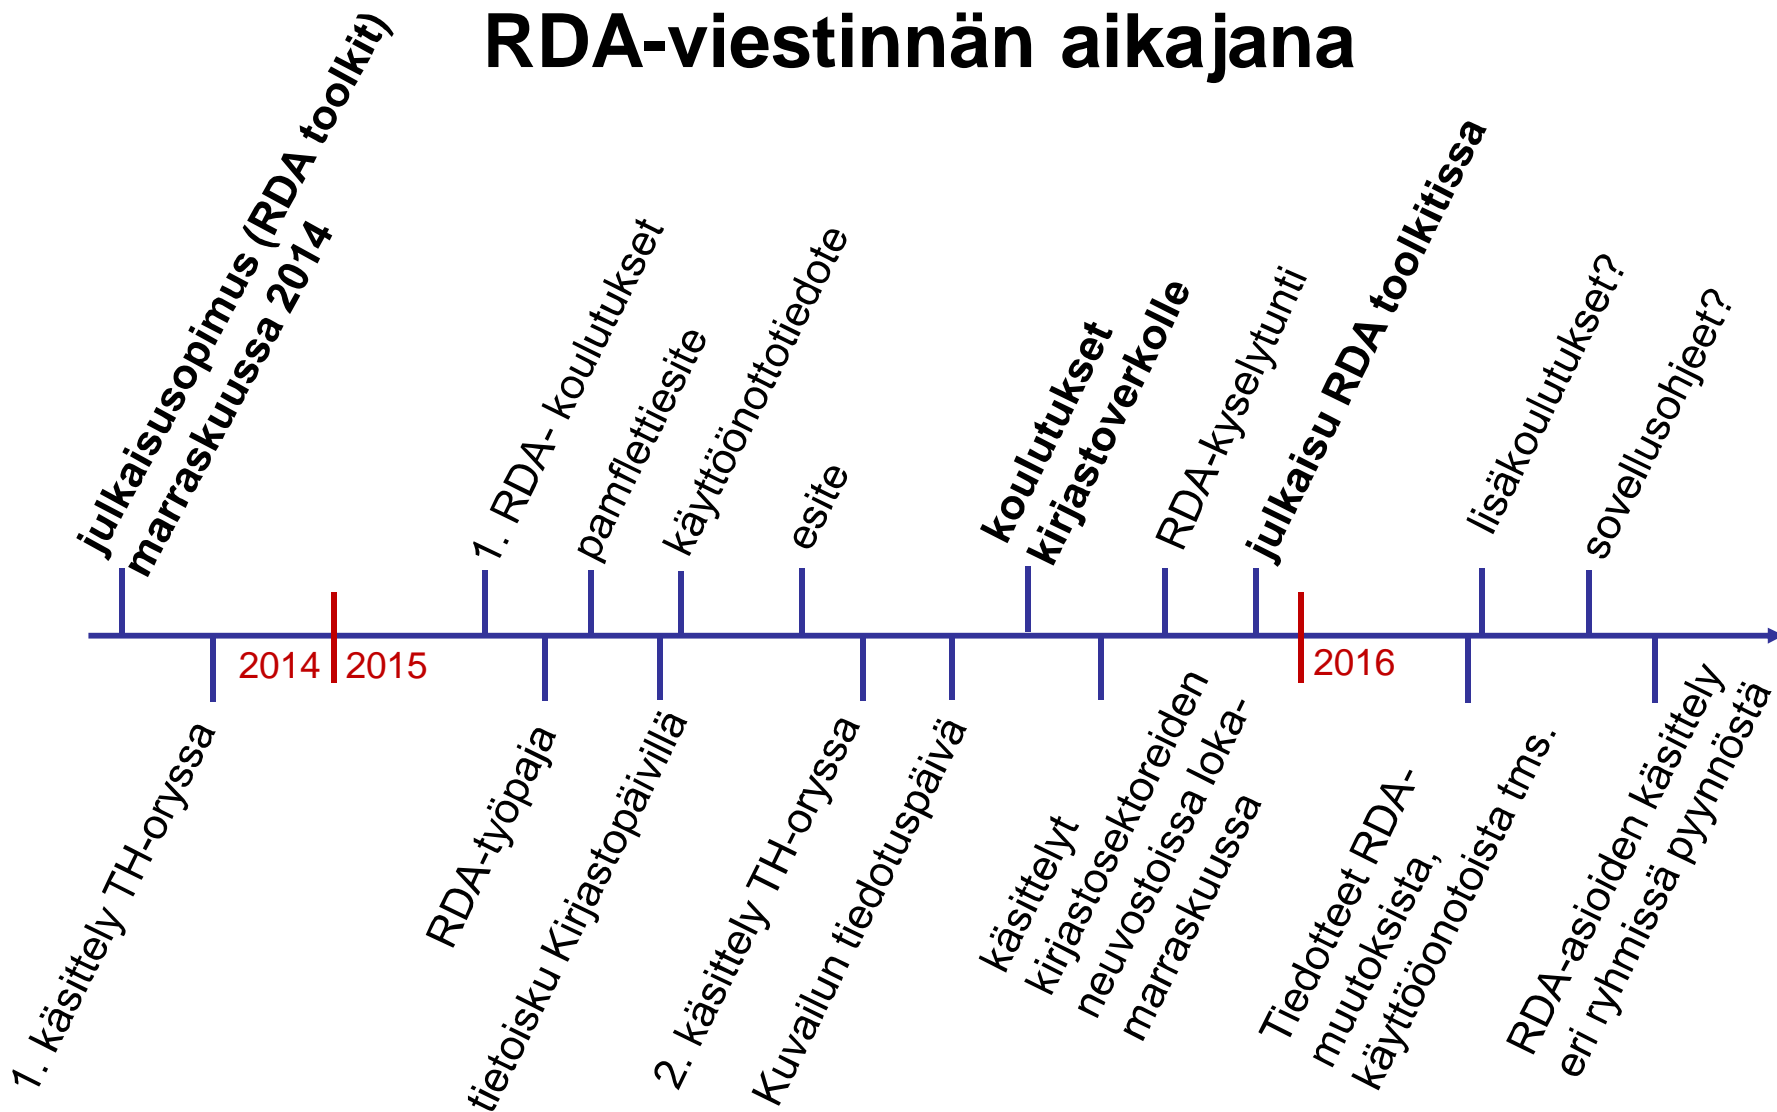 RDA-viestinnän aikajana
julkaisusopimus (RDA toolkit)
marraskuussa 2014
1. RDA- koulutukset
pamflettiesite
käyttöönottotiedote
esite
koulutukset
kirjastoverkolle
RDA-kyselytunti
julkaisu RDA toolkitissa
lisäkoulutukset?
sovellusohjeet?
2014
2015
2016
1. käsittely TH-oryssa
RDA-työpaja
tietoisku Kirjastopäivillä
2. käsittely TH-oryssa
Kuvailun tiedotuspäivä
käsittelyt
kirjastosektoreiden
neuvostoissa loka-
marraskuussa
Tiedotteet RDA-
muutoksista,
käyttööonotoista tms.
RDA-asioiden käsittely
eri ryhmissä pyynnöstä